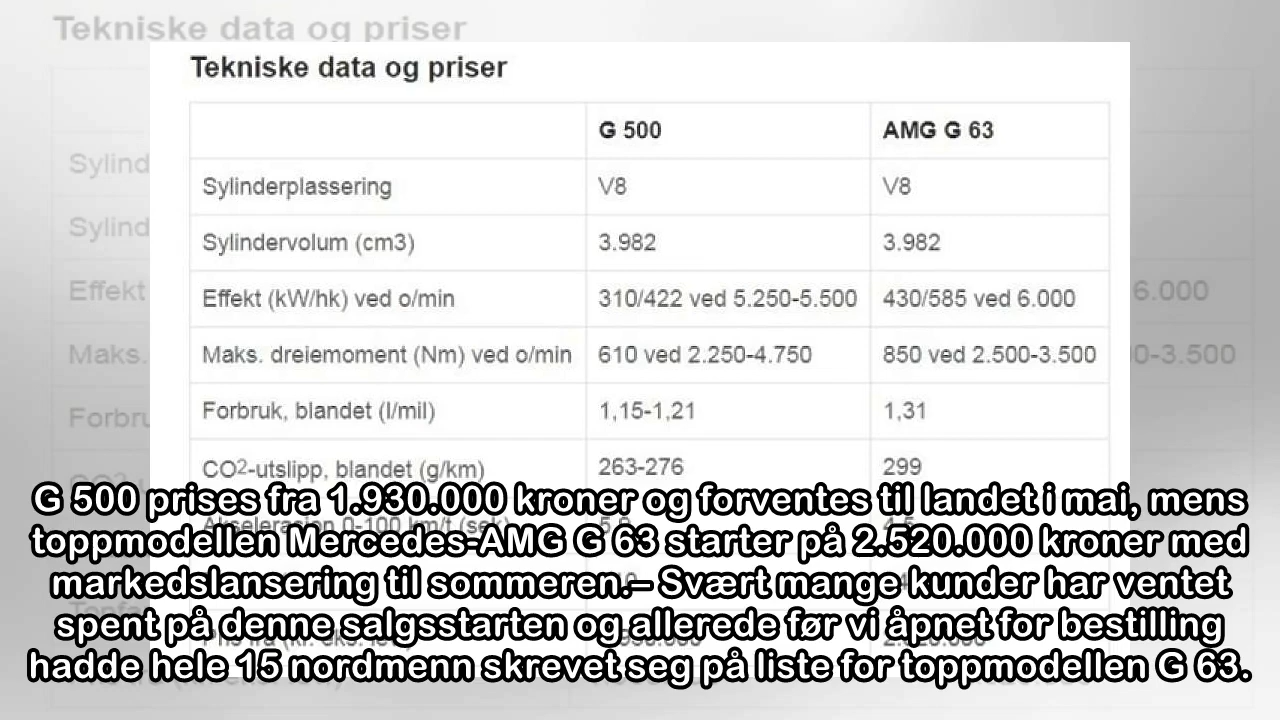 Tekniske data og priser
Tekniske data og priser
G 500 AMG G 63
Sylinderplassering V8 V8
Sylindervolum (cm3) 3.982 3.982
Effekt (kW/hk) ved o/min 310/422 ved 5.250-5.500 430/585 ved 6.000
Maks. dreiemoment (Nm) ved o/min 610 ved 2.250-4.750 850 ved 2.500-3.500
Forbruk, blandet (l/mil) 1,15-1,21 1,31
CO2-utslipp, blandet (g/km) 263-276 299
Akselerasjon 0-100 km/t (sek)
G 500 prises fra 1.930.000 kroner og forventes til landet i mai, mens
toppmodellen Mercedes-AMG G 63 starter på 2.520.000 kroner med
markedslansering til sommeren.– Svært mange kunder har ventet
spent på denne salgsstarten og allerede før vi åpnet for bestilling
hadde hele 15 nordmenn skrevet seg på liste for toppmodellen G 63.